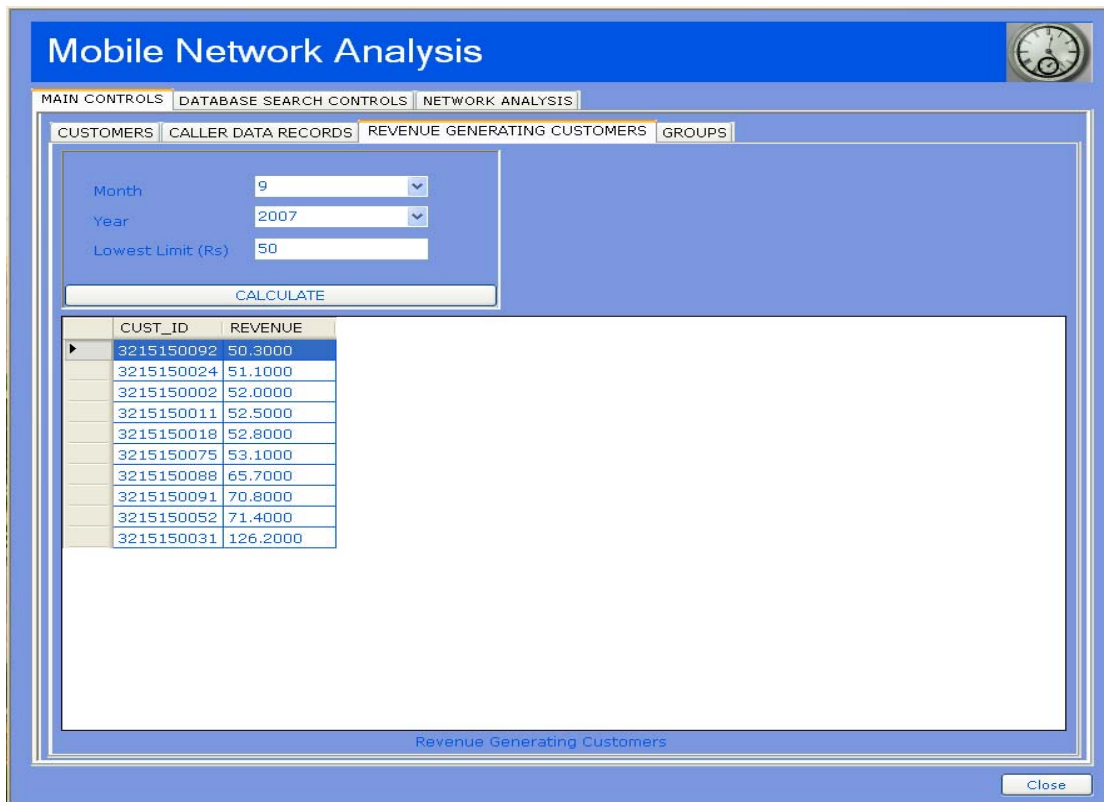 Mobile Network Analysis
MAIN CONTROLS DATABASE SEARCH CONTROLS NETWORK ANALYSIS
CUSTOMERS CALLER DATA RECORDS REVENUE GENERATING CUSTOMERS GROUPS
Month 9
Year 2007
Lowest Limit (Rs) 50
CALCULATE
CUST_ID REVENUE
3215150092 50.3000
3215150024 51.1000
3215150002 52.0000
3215150011 52.5000
3215150018 52.8000
3215150075 53.1000
3215150088 65.7000
3215150091 70.8000
3215150052 71.4000
3215150031 126.2000
Revenue Generating Customers
Close